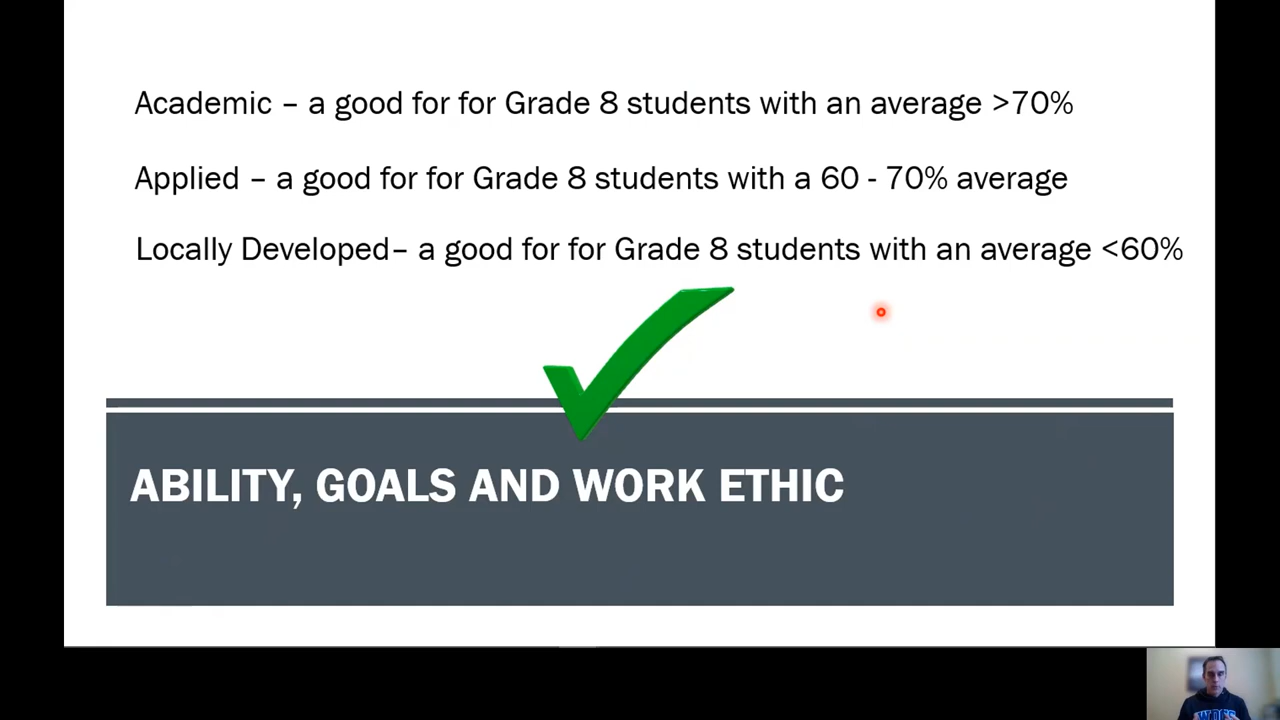 Academic – a good for for Grade 8 students with an average >70%
Applied – a good for for Grade 8 students with a 60 - 70% average
Locally Developed– a good for for Grade 8 students with an average <60%
ABILITY, GOALS AND WORK ETHIC